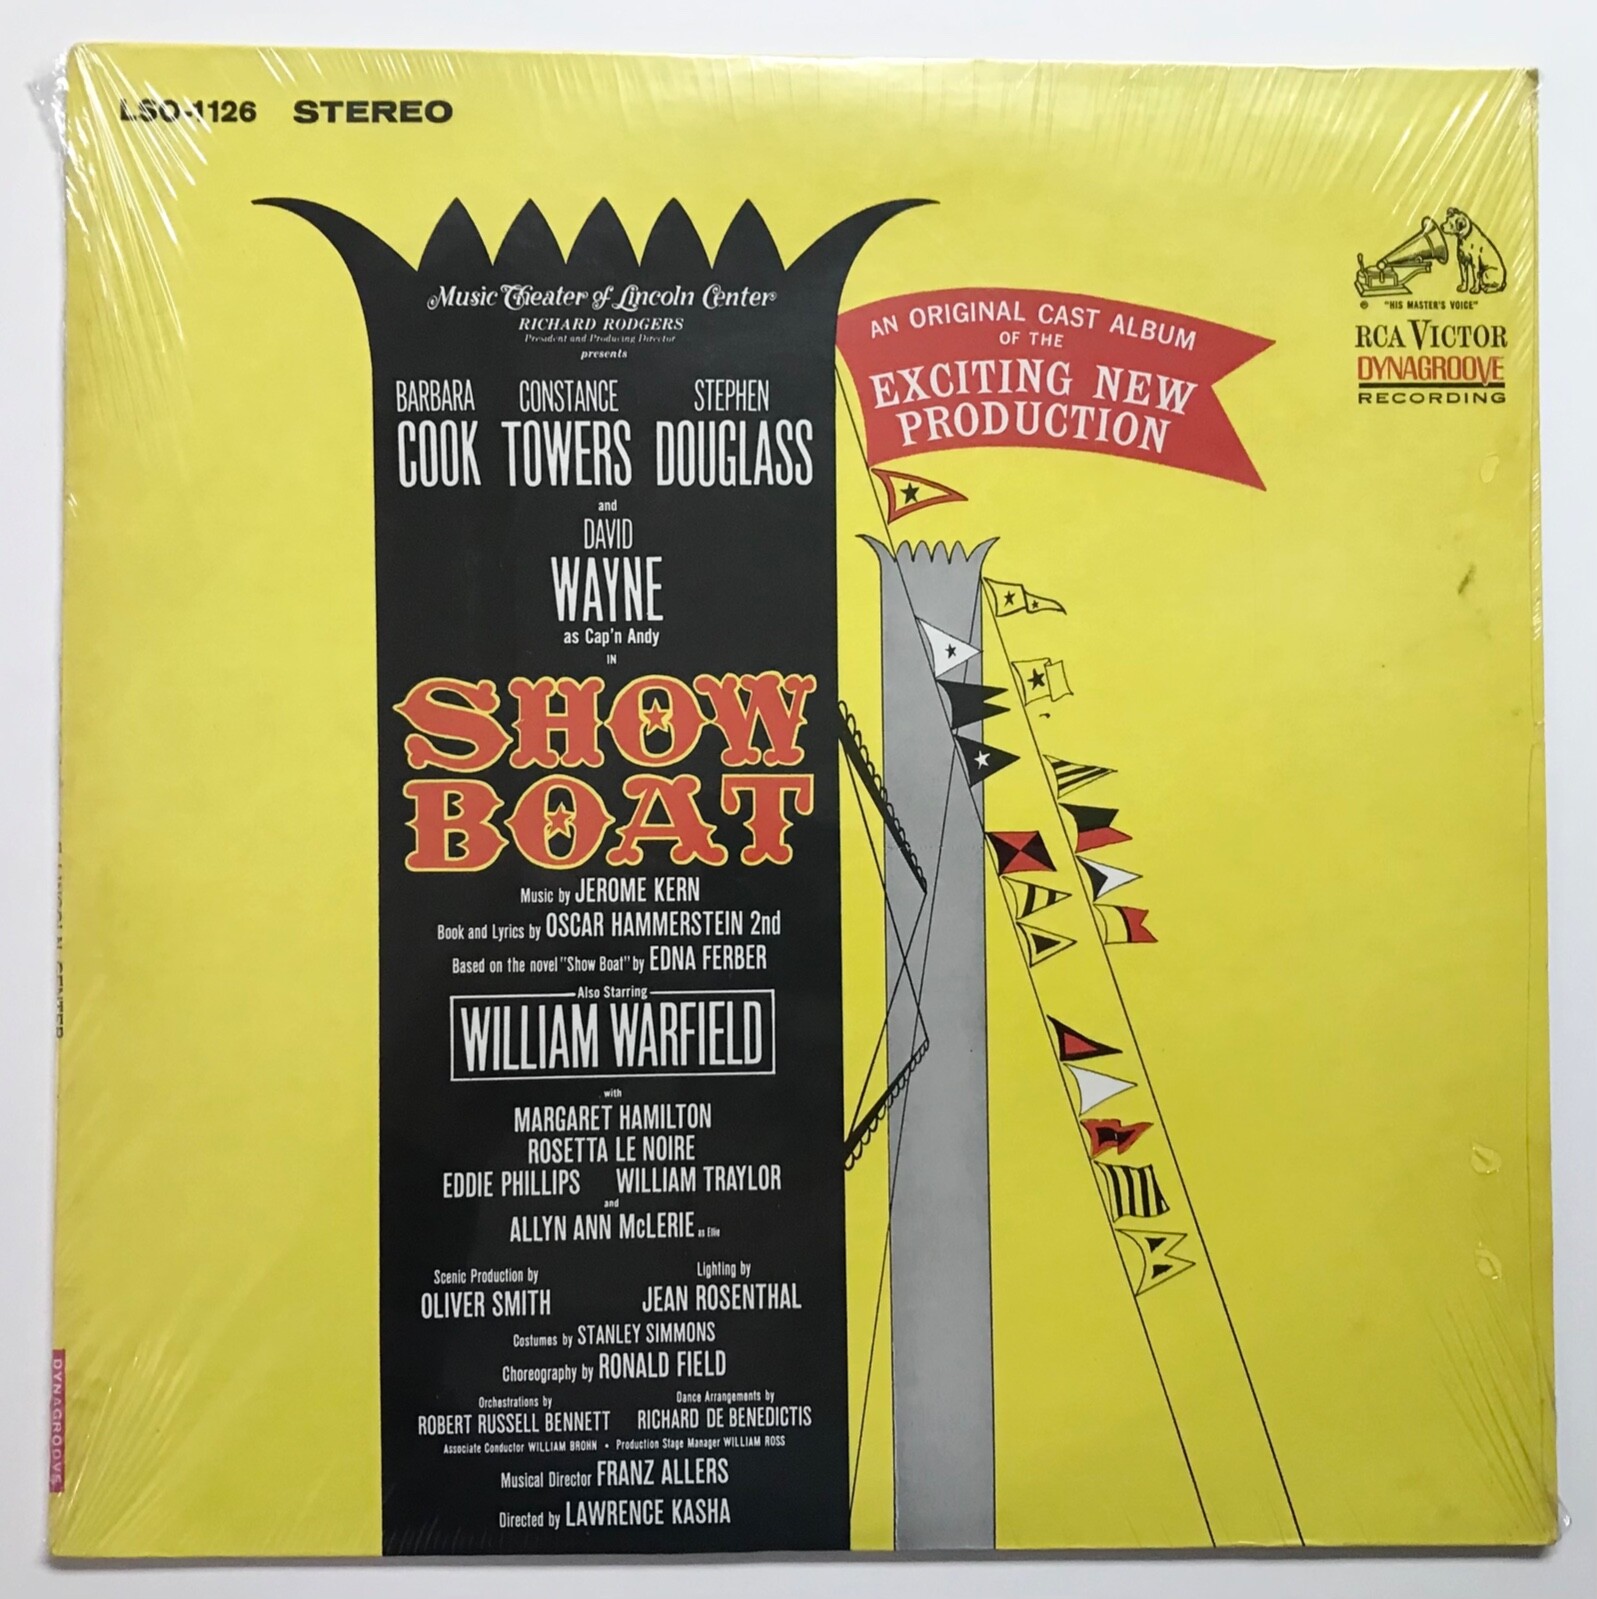 LSO-1126 STEREO
Music Theater of Lincoln Center
RICHARD RODGERS
President and Producing Director
presents
BARBARA COOK
CONSTANCE TOWERS
STEPHEN DOUGLASS
and
DAVID
WAYNE
as Cap'n Andy
IN
SHOW
BOAT
Music by JEROME KERN
Book and Lyrics by OSCAR HAMMERSTEIN 2nd
Based on the novel "Show Boat" by EDNA FERBER
Also Starring
WILLIAM WARFIELD
with
MARGARET HAMILTON
ROSETTA LE NOIRE
EDDIE PHILLIPS WILLIAM TRAYLOR
and
ALLYN ANN McLERIE as Ellie
Scenic Production by
OLIVER SMITH
Lighting by
JEAN ROSENTHAL
Costumes by STANLEY SIMMONS
Choreography by RONALD FIELD
Orchestrations by
ROBERT RUSSELL BENNETT
Dance Arrangements by
RICHARD DE BENEDICTIS
Associate Conductor WILLIAM BROHN • Production Stage Manager WILLIAM ROSS
Musical Director FRANZ ALLERS
Directed by LAWRENCE KASHA
AN ORIGINAL CAST ALBUM
OF THE
EXCITING NEW
PRODUCTION
® "HIS MASTER'S VOICE"
RCA VICTOR
DYNAGROOVE
RECORDING
LINCOLN CENTER
DYNAGROOVE